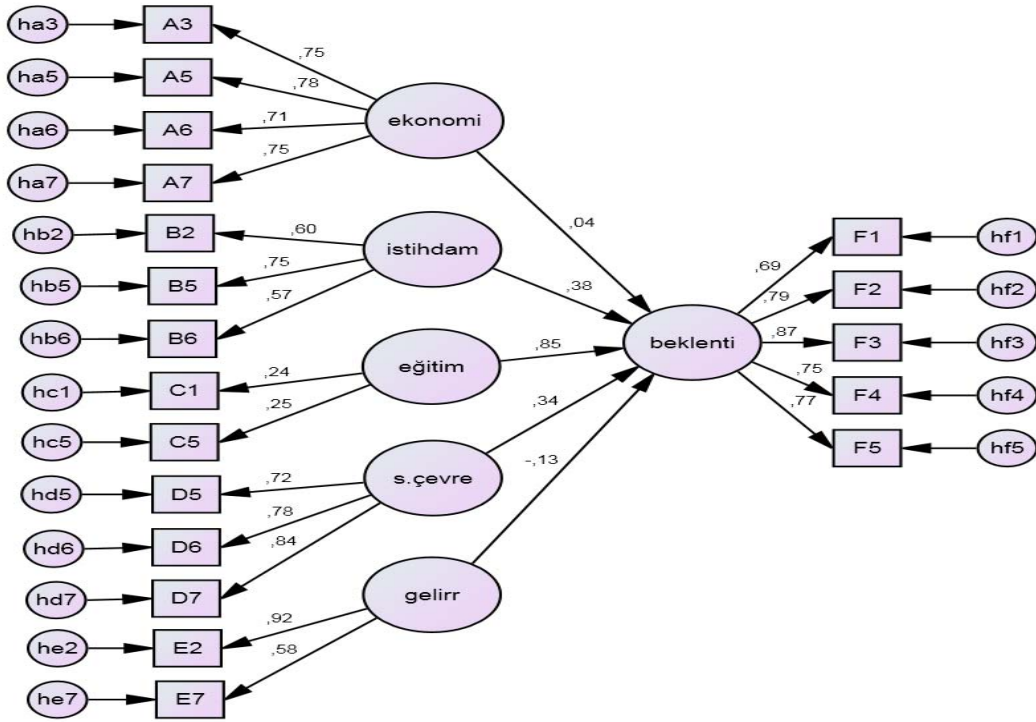 ha3 A3 ,75
ha5 A5 ,78
ekonomi
ha6 A6 ,71
ha7 A7 ,75
,04
hb2 B2 ,60
istihdam
hb5 B5 ,75
,38
hb6 B6 ,57
eğitim
,85
hc1 C1 ,24
hc5 C5 ,25
s.çevre
,34
hd5 D5 ,72
-,13
hd6 D6 ,78
hd7 D7 ,84
gelirr
he2 E2 ,92
he7 E7 ,58
beklenti
,69 F1 hf1
,79 F2 hf2
,87 F3 hf3
,75 F4 hf4
,77 F5 hf5